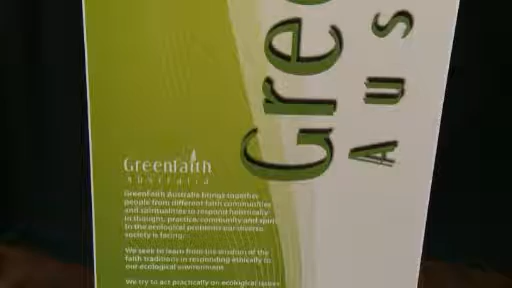 Gree
Aus
Greenfaith
australia
GreenFaith Australia brings together
people from different faith communities
and spiritualities to respond holistically
in thought, practice, community and spirit
to the ecological problems our diverse
society is facing.
We seek to learn from the wisdom of the
faith traditions in responding ethically to
our ecological environment
We try to act practically on ecological issues